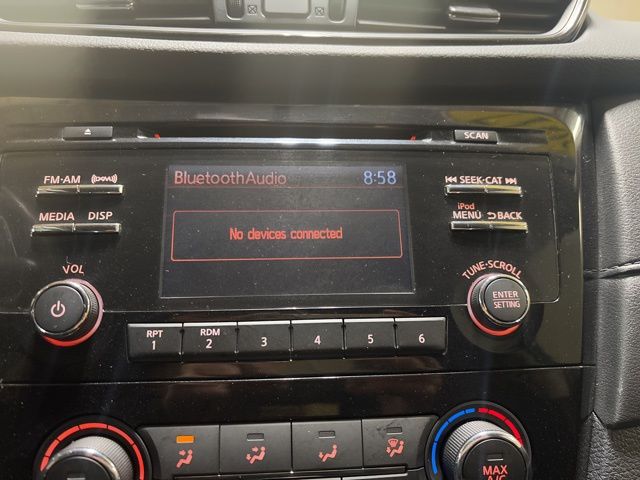 SCAN
FM·AM (((XM)))
BluetoothAudio 8:58
SEEK·CAT
MEDIA DISP
iPod
MENU BACK
No devices connected
VOL
TUNE·SCROLL
ENTER
SETTING
RPT
1
RDM
2
3
4
5
6
MAX
A/C